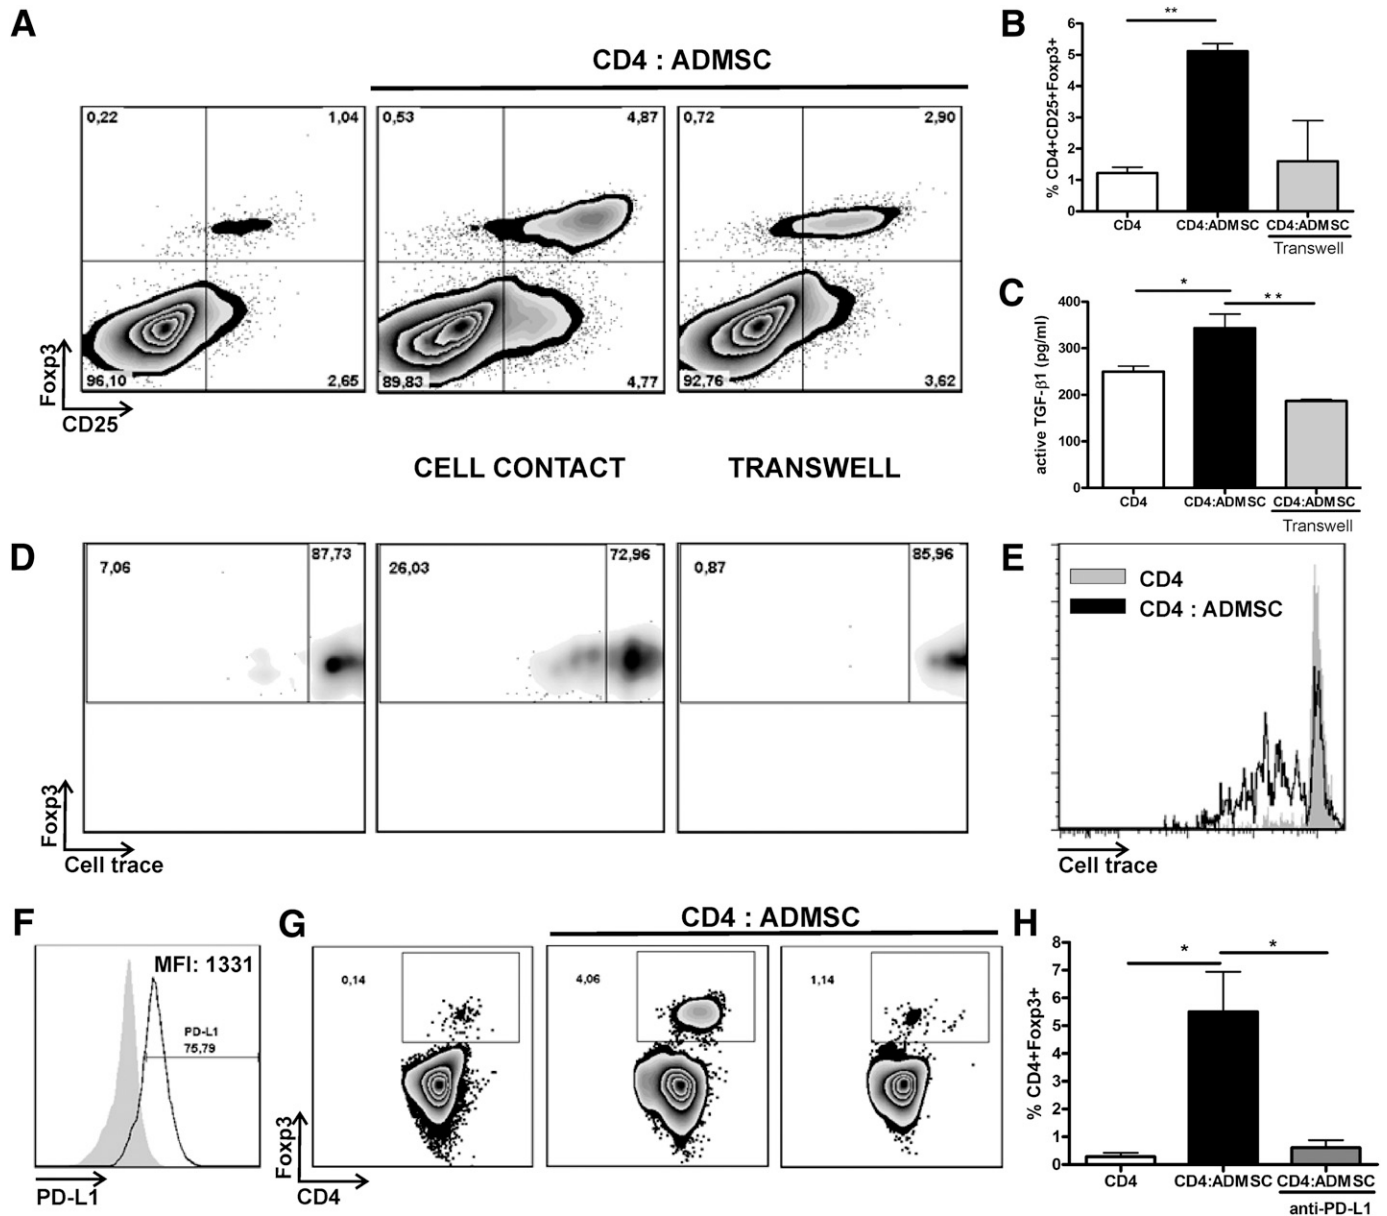 A
CD4 : ADMSC
0,22
1,04
0,53
4,87
0,72
2,90
96,10
2,65
89,83
4,77
92,76
3,62
Foxp3
CD25
CELL CONTACT
TRANSWELL
B
% CD4+CD25+Foxp3+
6
5
4
3
2
1
0
**
CD4
CD4:ADMSC
CD4:ADMSC
Transwell
C
active TGF-β1 (pg/ml)
400
300
200
100
0
*
**
CD4
CD4:ADMSC
CD4:ADMSC
Transwell
D
7,06
87,73
26,03
72,96
0,87
85,96
Foxp3
Cell trace
E
CD4
CD4 : ADMSC
Cell trace
F
MFI: 1331
PD-L1
75,79
PD-L1
G
CD4 : ADMSC
0,14
4,06
1,14
Foxp3
CD4
H
% CD4+Foxp3+
8
7
6
5
4
3
2
1
0
*
*
CD4
CD4:ADMSC
CD4:ADMSC
anti-PD-L1